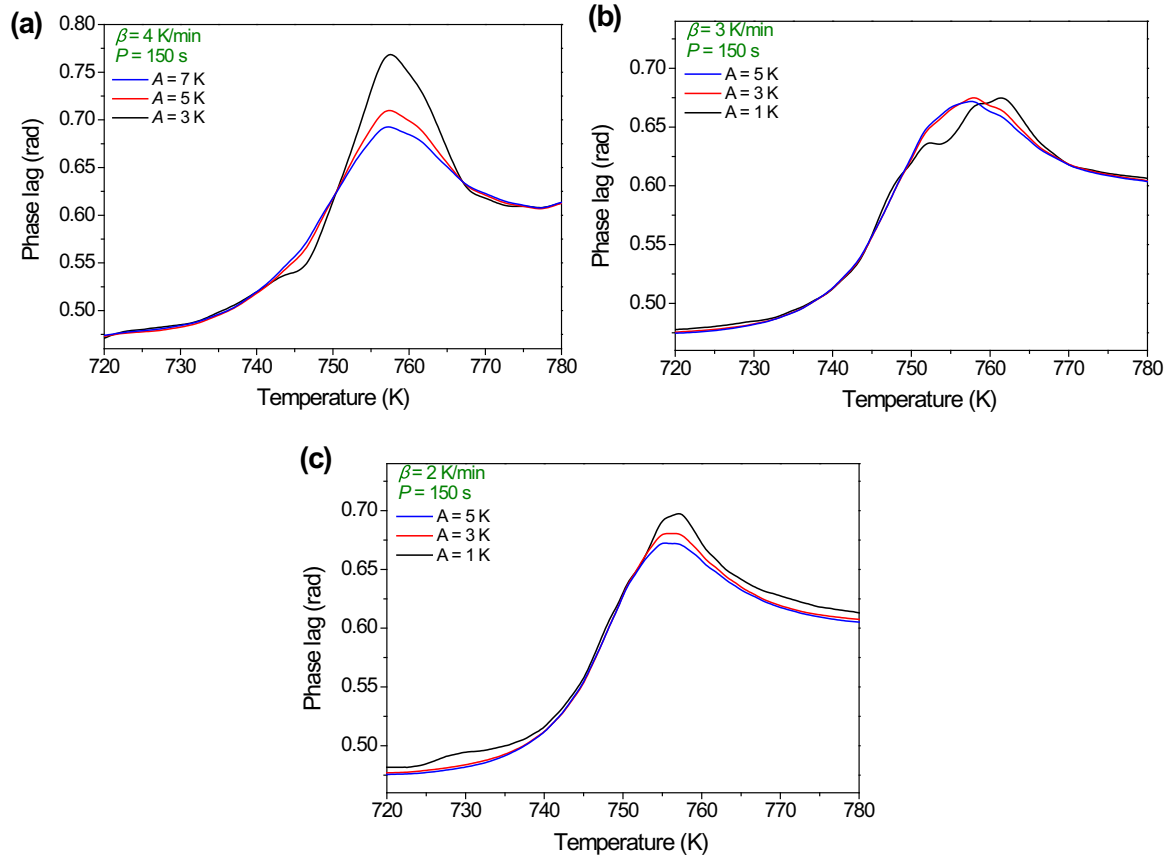 (a)
β = 4 K/min
P = 150 s
A = 7 K
A = 5 K
A = 3 K
0.80
0.75
0.70
0.65
0.60
0.55
0.50
Phase lag (rad)
720 730 740 750 760 770 780
Temperature (K)
(b)
β = 3 K/min
P = 150 s
A = 5 K
A = 3 K
A = 1 K
0.70
0.65
0.60
0.55
0.50
Phase lag (rad)
720 730 740 750 760 770 780
Temperature (K)
(c)
β = 2 K/min
P = 150 s
A = 5 K
A = 3 K
A = 1 K
0.70
0.65
0.60
0.55
0.50
Phase lag (rad)
720 730 740 750 760 770 780
Temperature (K)